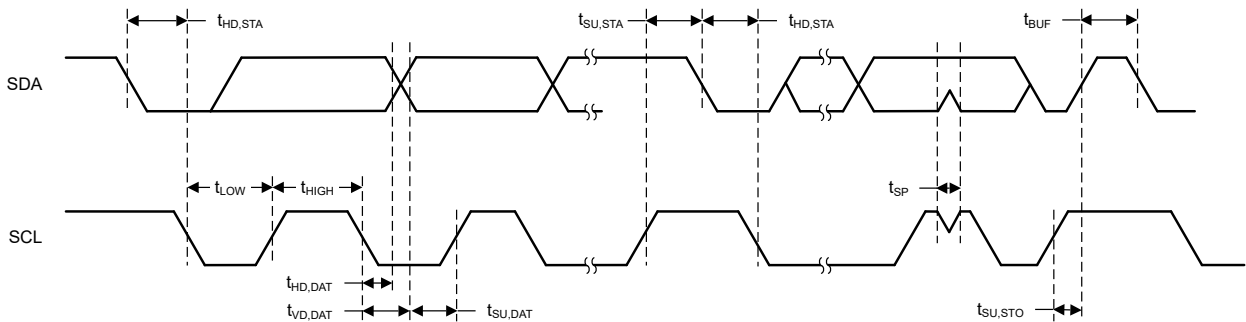 tHD,STA
tSU,STA
tHD,STA
tBUF
SDA
tLOW
tHIGH
tSP
SCL
tHD,DAT
tVD,DAT
tSU,DAT
tSU,STO